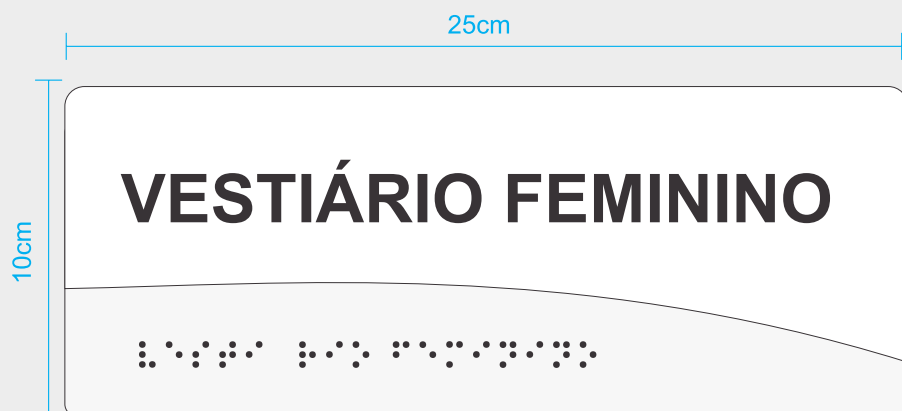 25cm
10cm
VESTIÁRIO FEMININO
⠧⠑⠎⠞⠊ ⠗⠊⠕ ⠋⠑⠍⠊⠝⠊⠝⠕